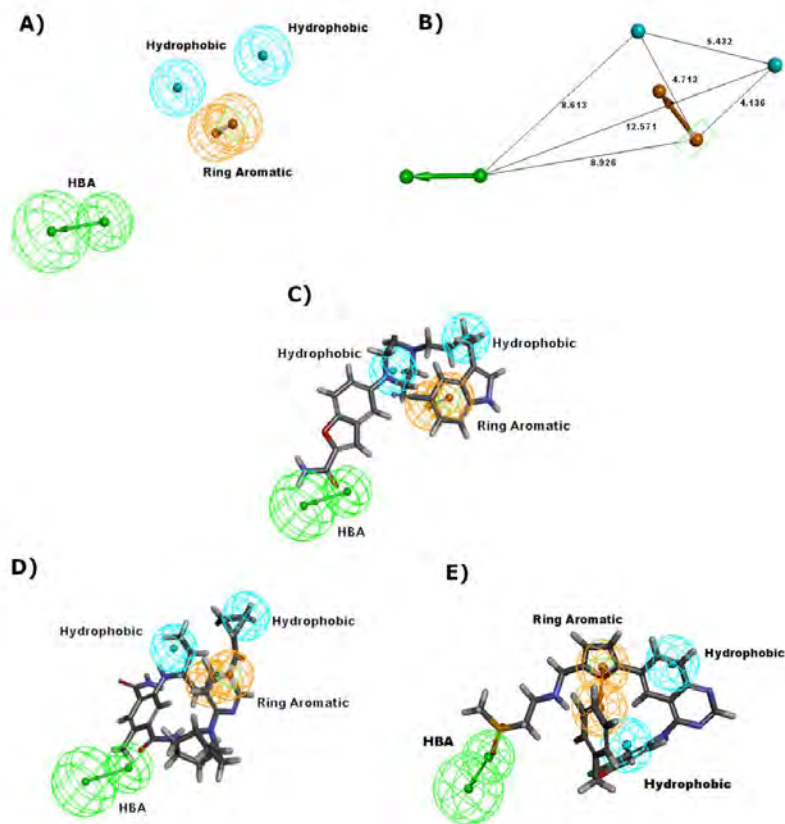 A)
Hydrophobic
Hydrophobic
Ring Aromatic
HBA
B)
5.432
8.613
4.713
4.136
12.571
8.926
C)
Hydrophobic
Hydrophobic
Ring Aromatic
HBA
D)
Hydrophobic
Hydrophobic
Ring Aromatic
HBA
E)
Ring Aromatic
Hydrophobic
HBA
Hydrophobic